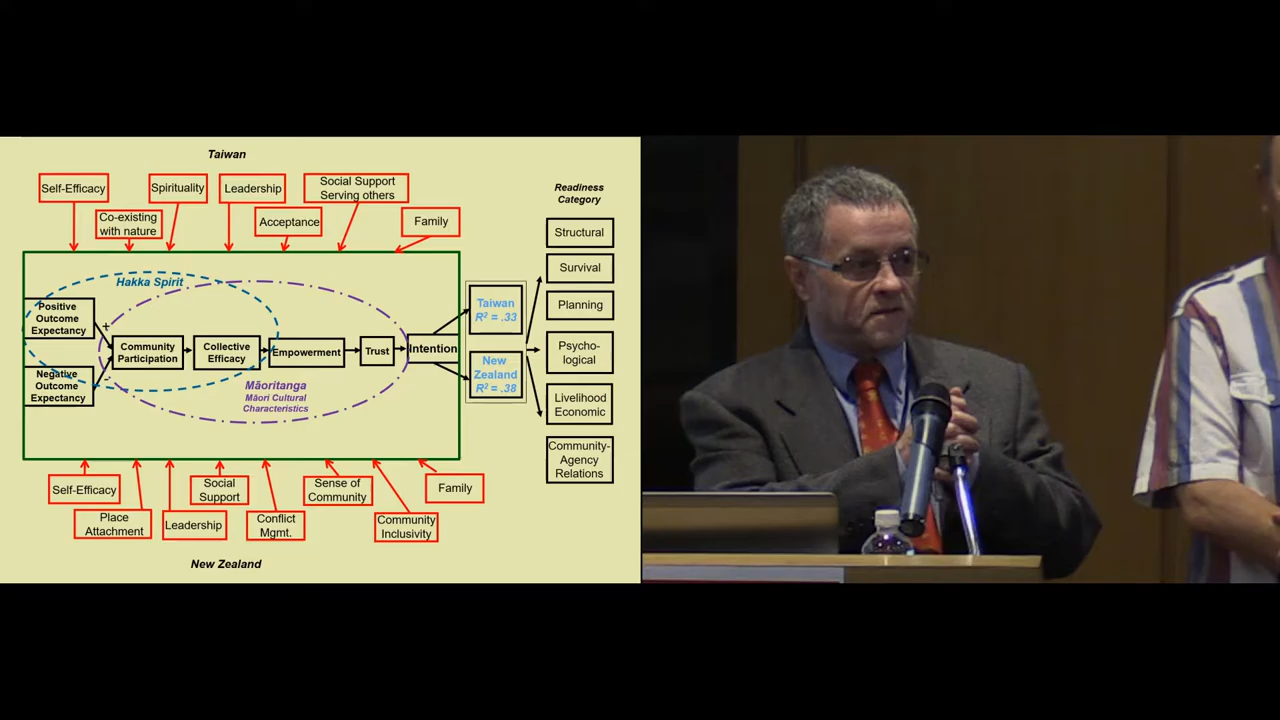 Taiwan
Self-Efficacy
Spirituality
Leadership
Social Support
Serving others
Co-existing
with nature
Acceptance
Family
Readiness
Category
Structural
Survival
Planning
Psycho-
logical
Livelihood
Economic
Community-
Agency
Relations
Hakka Spirit
Positive
Outcome
Expectancy
+
Community
Participation
Collective
Efficacy
Empowerment
Trust
Intention
Negative
Outcome
Expectancy
-
Māoritanga
Māori Cultural
Characteristics
Taiwan
R² = .33
New
Zealand
R² = .38
Self-Efficacy
Social
Support
Sense of
Community
Family
Place
Attachment
Leadership
Conflict
Mgmt.
Community
Inclusivity
New Zealand